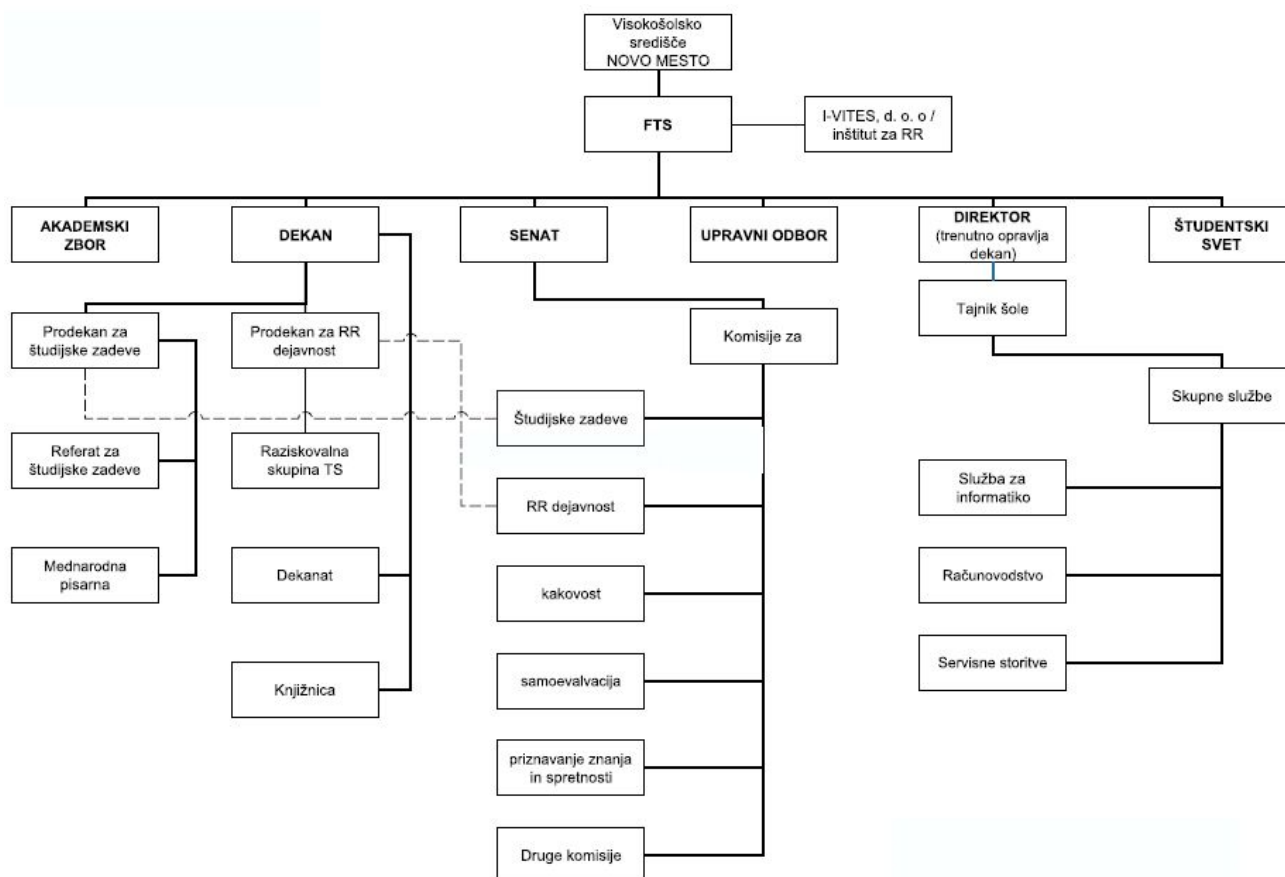 Visokošolsko
središče
NOVO MESTO
FTS
I-VITES, d. o. o /
inštitut za RR
AKADEMSKI
ZBOR
DEKAN
SENAT
UPRAVNI ODBOR
DIREKTOR
(trenutno opravlja
dekan)
ŠTUDENTSKI
SVET
Prodekan za
študijske zadeve
Prodekan za RR
dejavnost
Komisije za
Tajnik šole
Študijske zadeve
Skupne službe
Referat za
študijske zadeve
Raziskovalna
skupina TS
RR dejavnost
Služba za
informatiko
Mednarodna
pisarna
Dekanat
kakovost
Računovodstvo
Knjižnica
samoevalvacija
Servisne storitve
priznavanje znanja
in spretnosti
Druge komisije